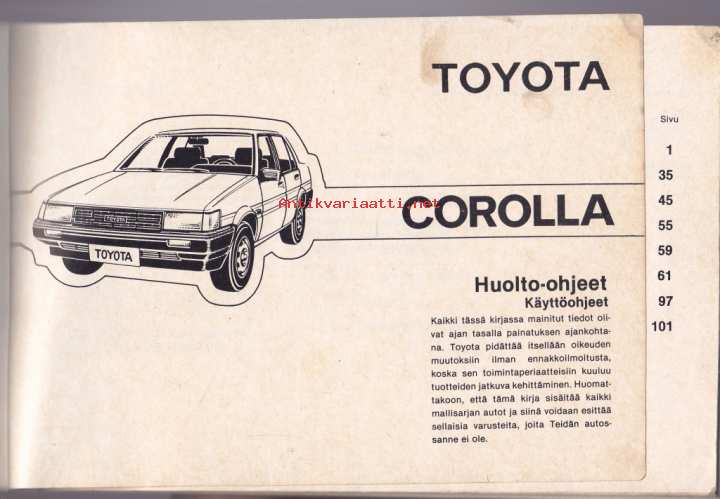 TOYOTA
Antikvariaatti.net
COROLLA
TOYOTA
TOYOTA
Huolto-ohjeet
Käyttöohjeet
Kaikki tässä kirjassa mainitut tiedot oli-
vat ajan tasalla painatuksen ajankohta-
na. Toyota pidättää itsellään oikeuden
muutoksiin ilman ennakkoilmoitusta,
koska sen toimintaperiaatteisiin kuuluu
tuotteiden jatkuva kehittäminen. Huomat-
takoon, että tämä kirja sisältää kaikki
mallisarjan autot ja siinä voidaan esittää
sellaisia varusteita, joita Teidän autos-
sanne ei ole.
Sivu
1
35
45
55
59
61
97
101